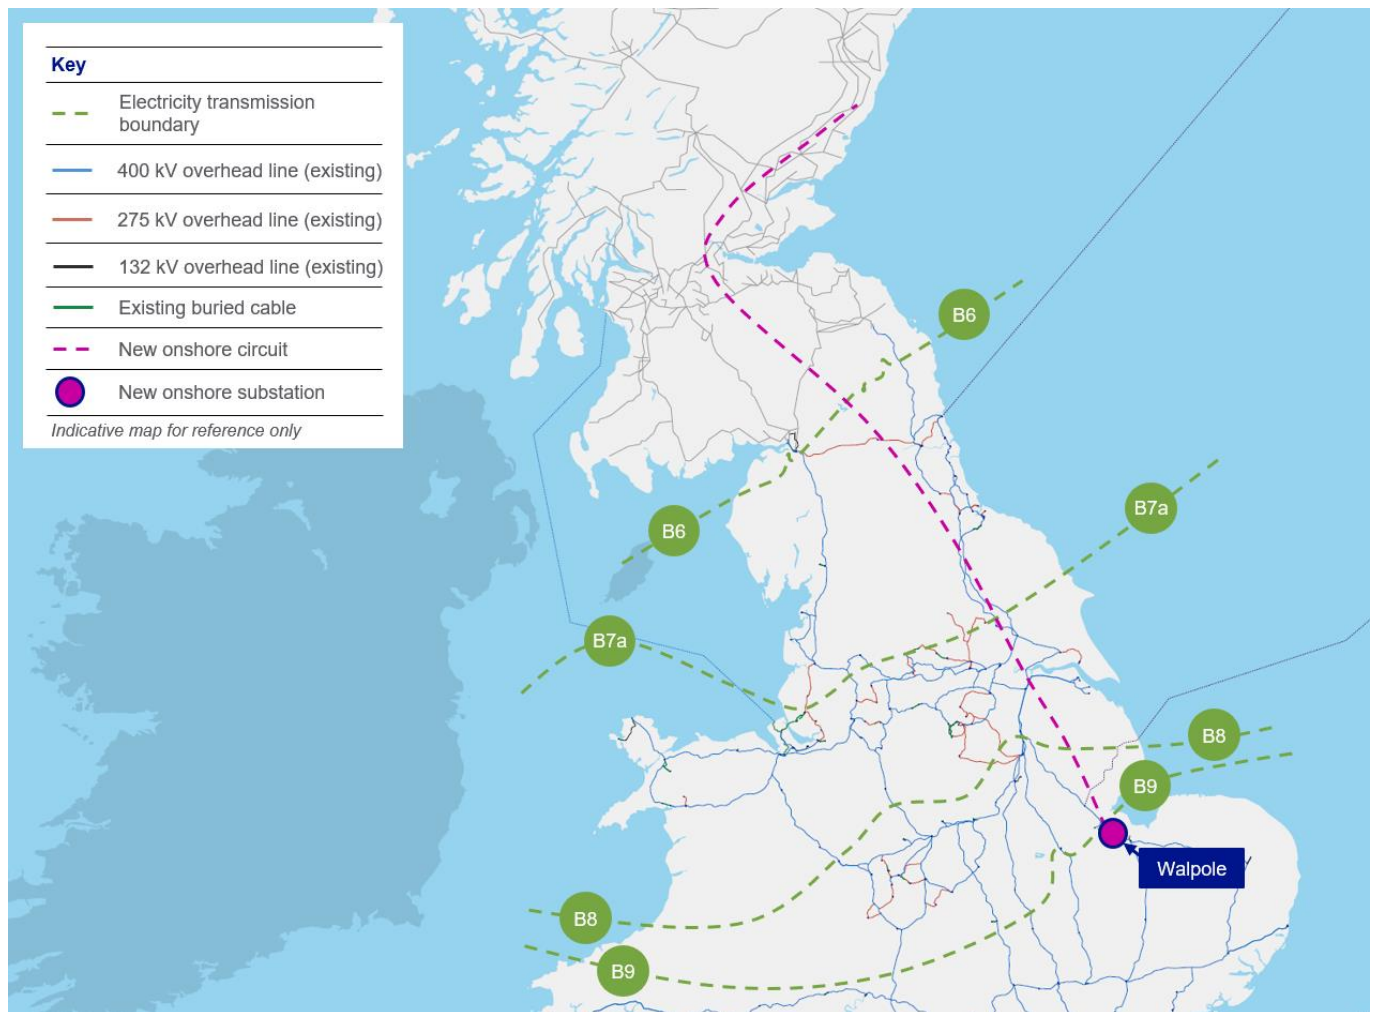 Key
Electricity transmission
boundary
400 kV overhead line (existing)
275 kV overhead line (existing)
132 kV overhead line (existing)
Existing buried cable
New onshore circuit
New onshore substation
Indicative map for reference only
B6
B7a
B6
B7a
B8
B9
Walpole
B8
B9